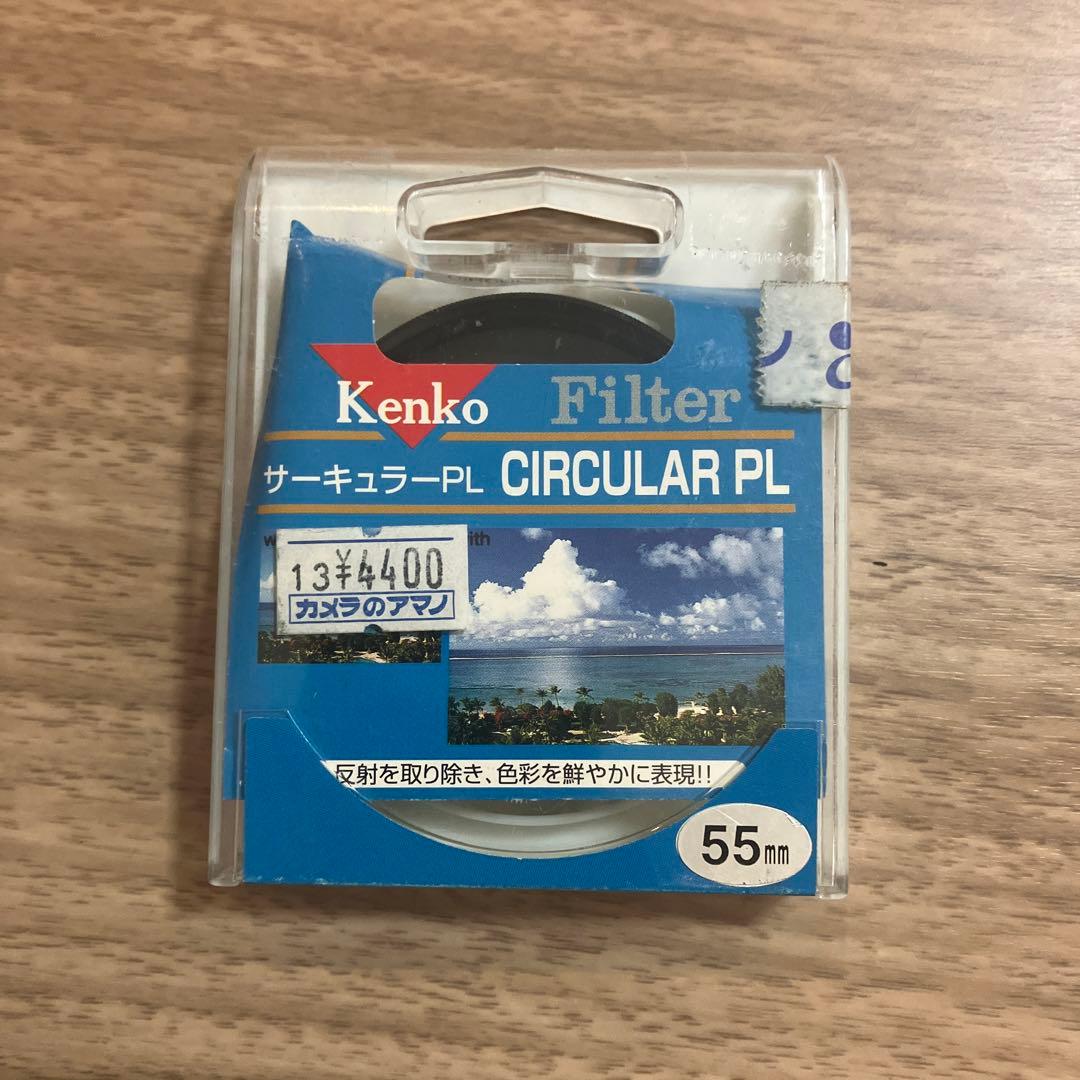 Kenko Filter
サーキュラーPL CIRCULAR PL
ith
13¥4400
カメラのアマノ
反射を取り除き、色彩を鮮やかに表現!!
55mm